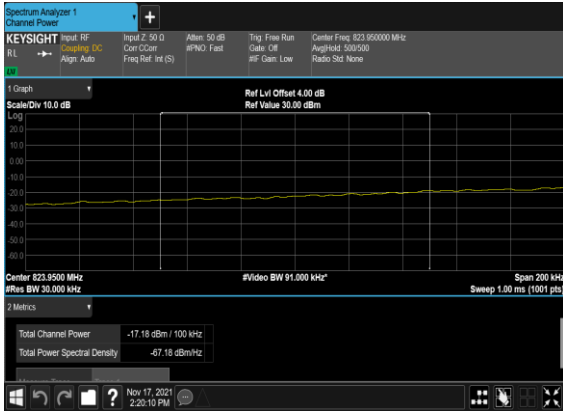 Spectrum Analyzer 1
Channel Power
+
KEYSIGHT Input: RF Input Z: 50 Ω Atten: 50 dB Trig: Free Run Center Freq: 823.950000 MHz
RL Coupling: DC Corr CCorr #PNO: Fast Gate: Off Avg|Hold: 500/500
Align: Auto Freq Ref: Int (S) #IF Gain: Low Radio Std: None
1 Graph
Ref Lvl Offset 4.00 dB
Scale/Div 10.0 dB Ref Value 30.00 dBm
Log
20.0
10.0
0.00
-10.0
-20.0
-30.0
-40.0
-50.0
-60.0
Center 823.9500 MHz #Video BW 91.000 kHz* Span 200 kHz
#Res BW 30.000 kHz Sweep 1.00 ms (1001 pts)
2 Metrics
Total Channel Power -17.18 dBm / 100 kHz
Total Power Spectral Density -67.18 dBm/Hz
? Nov 17, 2021
2:20:10 PM